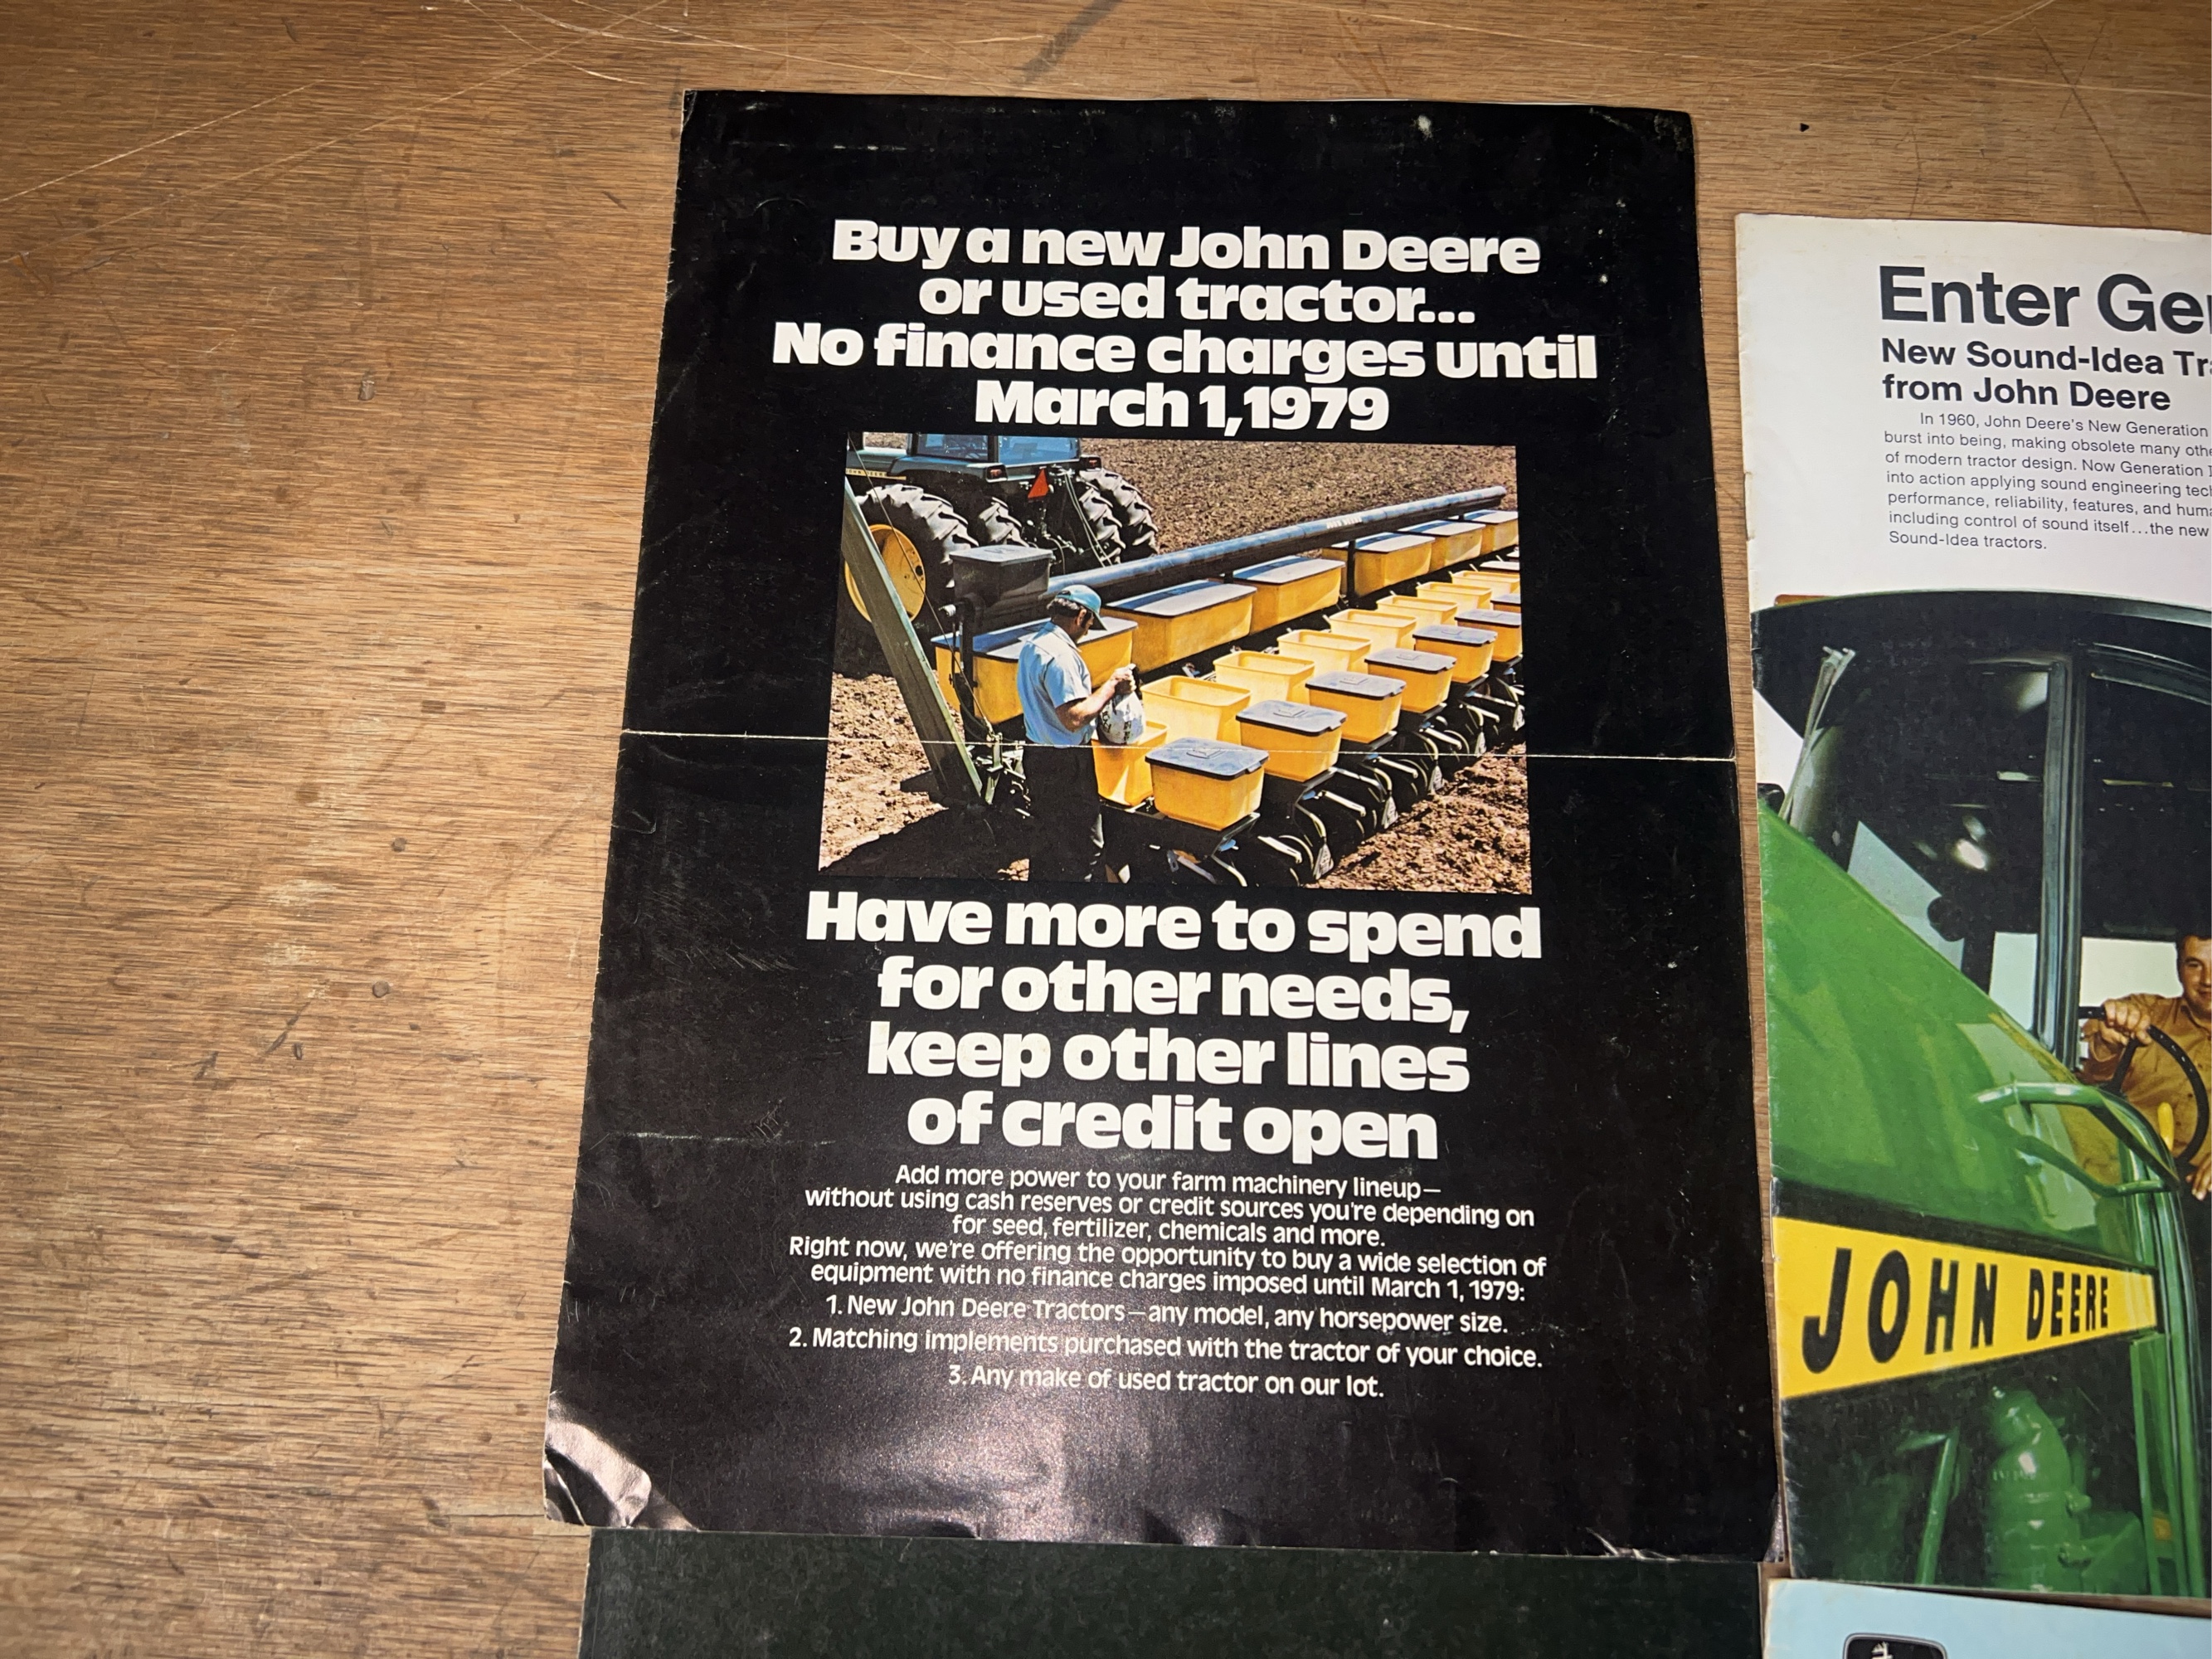 Buy a new John Deere
or used tractor...
No finance charges until
March 1, 1979
JOHN DEERE
Have more to spend
for other needs,
keep other lines
of credit open
Add more power to your farm machinery lineup—
without using cash reserves or credit sources you're depending on
for seed, fertilizer, chemicals and more.
Right now, we're offering the opportunity to buy a wide selection of
equipment with no finance charges imposed until March 1, 1979:
1. New John Deere Tractors—any model, any horsepower size.
2. Matching implements purchased with the tractor of your choice.
3. Any make of used tractor on our lot.
Enter
New Sound-Idea
from John Deere
In 1960, John Deere's New Generation
burst into being, making obsolete many
of modern tractor design. Now Generation
into action applying sound engineering
performance, reliability, features, and
including control of sound itself...the new
Sound-Idea tractors.
JOHN DEERE